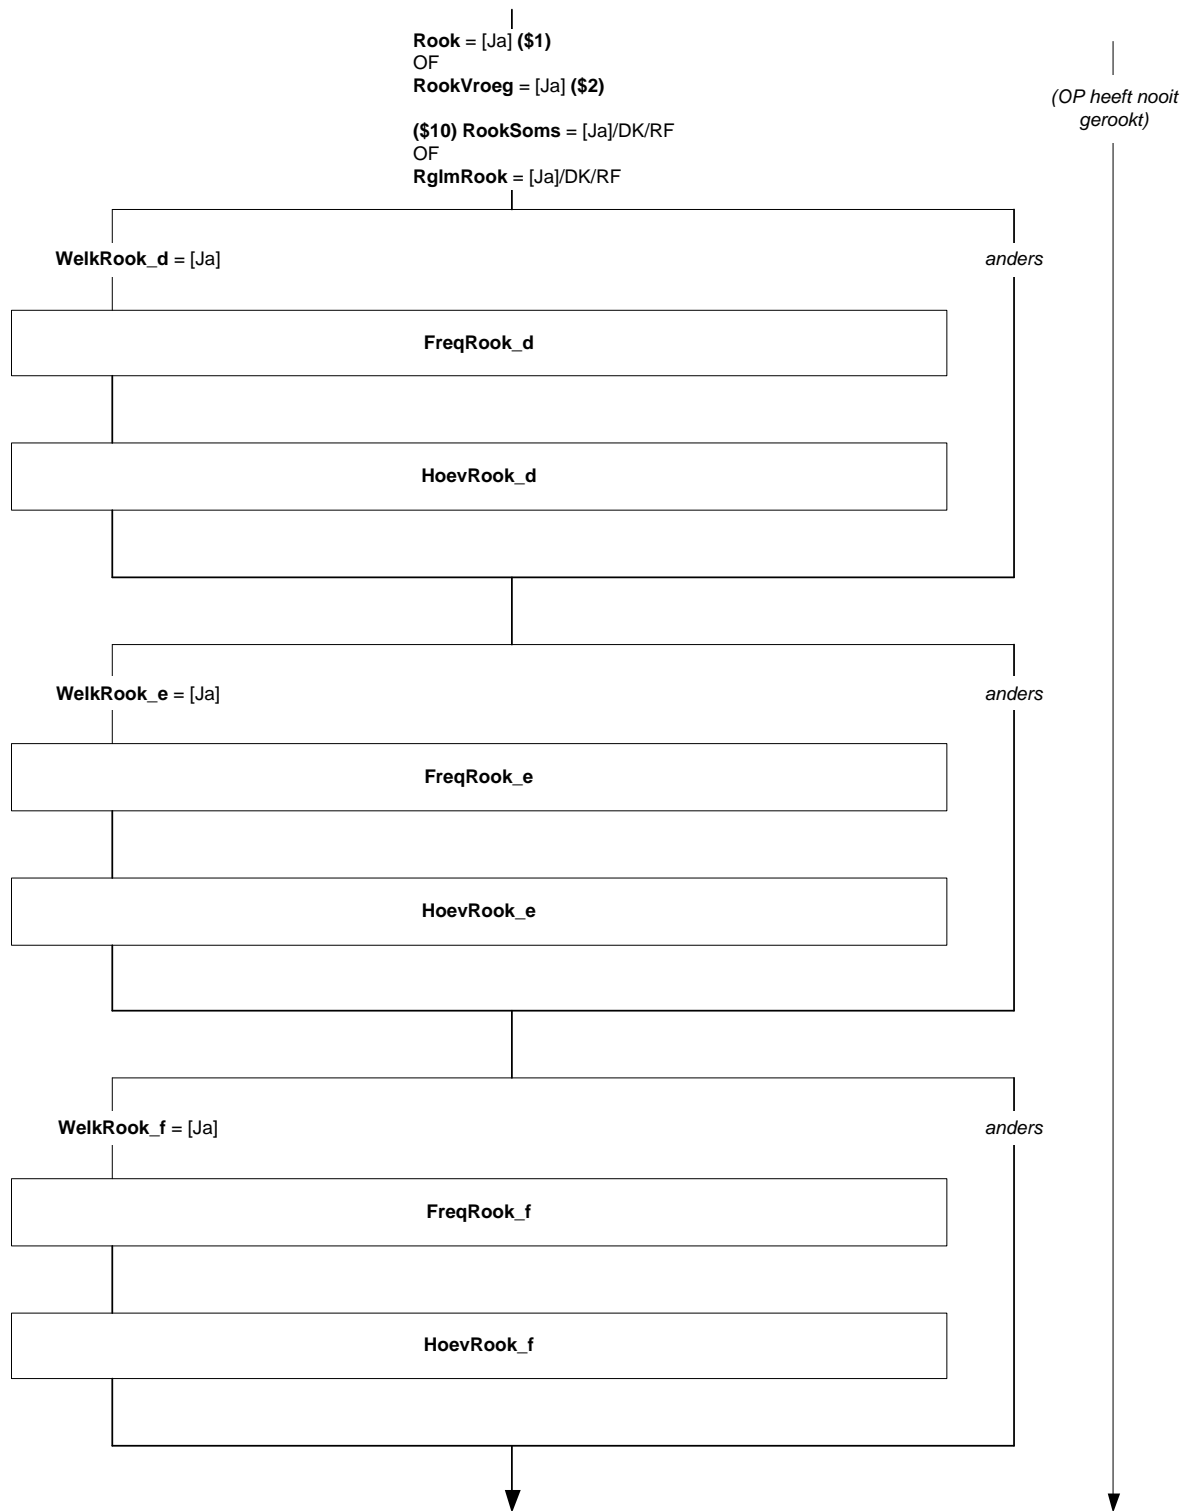 Rook = [Ja] ($1)
OF
RookVroeg = [Ja] ($2)
($10) RookSoms = [Ja]/DK/RF
OF
RglmRook = [Ja]/DK/RF
(OP heeft nooit
gerookt)
WelkRook_d = [Ja]
anders
FreqRook_d
HoevRook_d
WelkRook_e = [Ja]
anders
FreqRook_e
HoevRook_e
WelkRook_f = [Ja]
anders
FreqRook_f
HoevRook_f